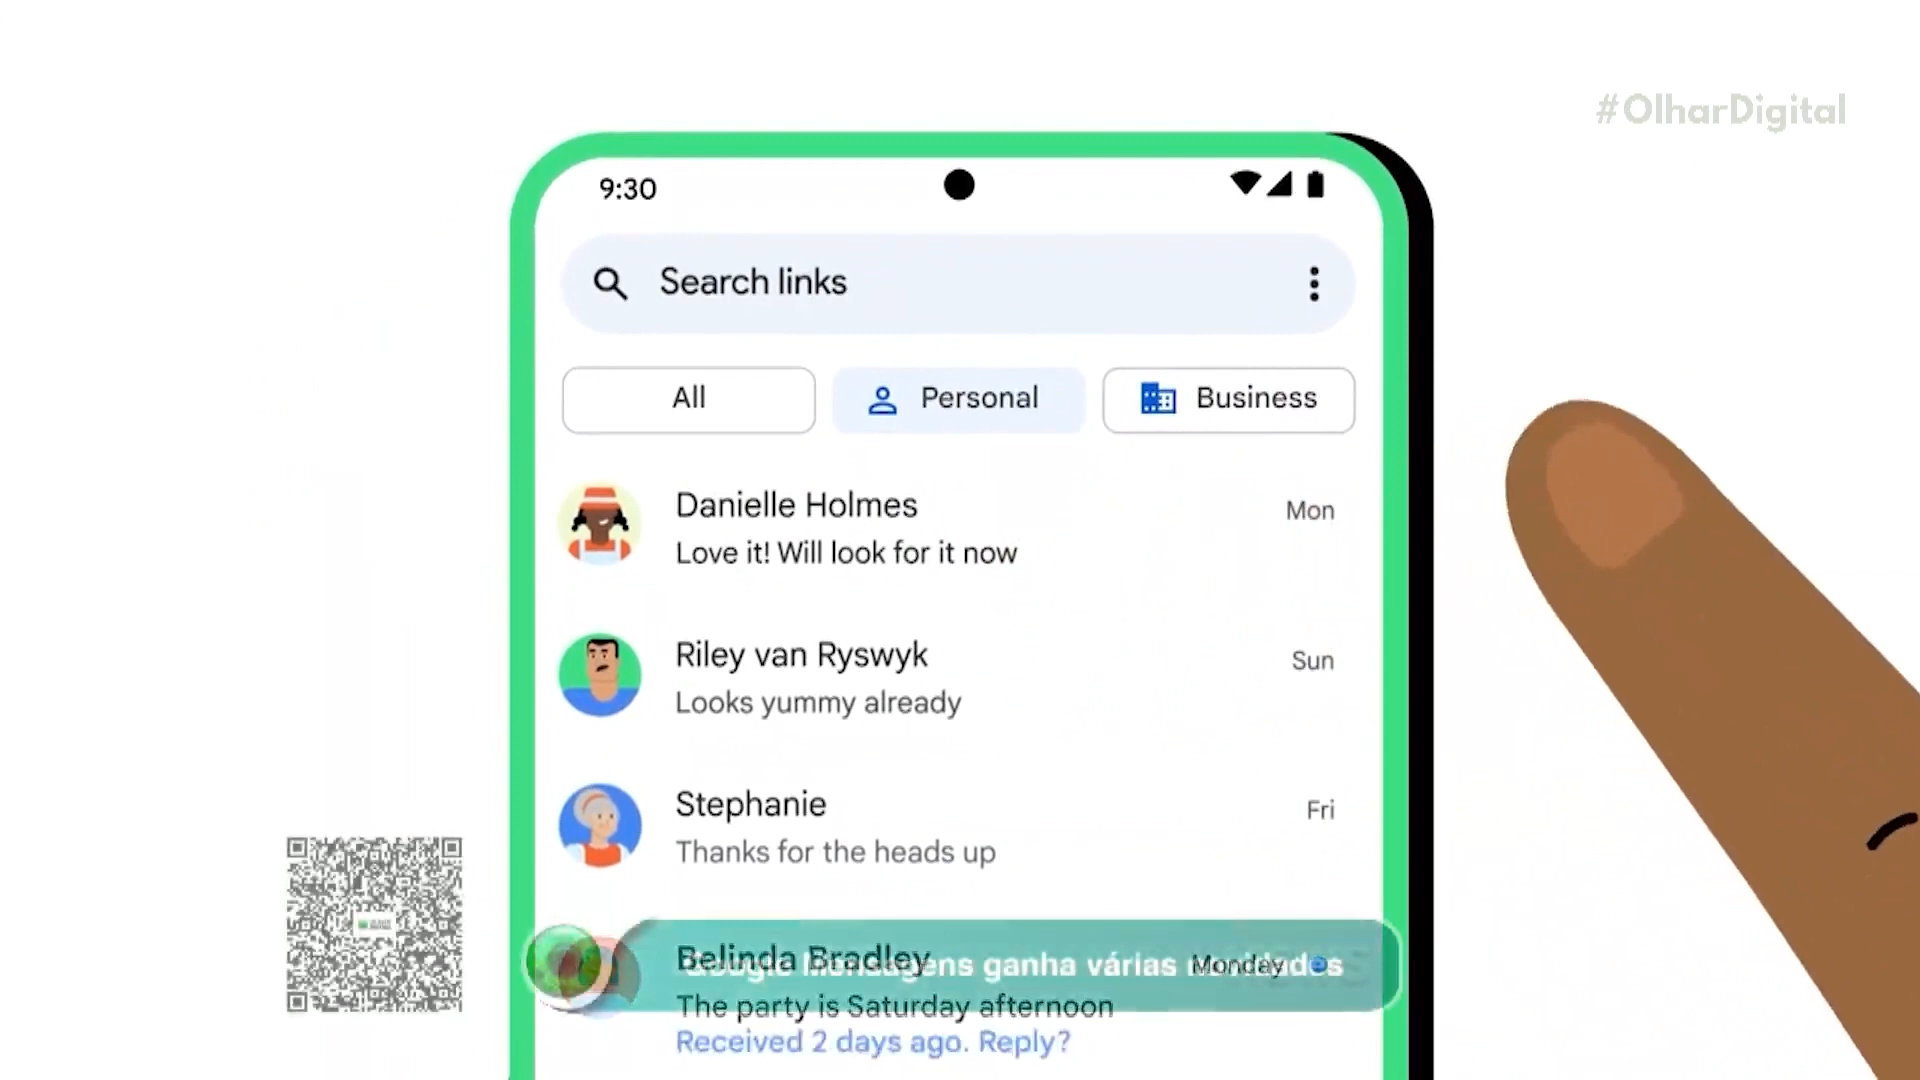 #OlharDigital
9:30
Search links
All
Personal
Business
Danielle Holmes
Mon
Love it! Will look for it now
Riley van Ryswyk
Sun
Looks yummy already
Stephanie
Fri
Thanks for the heads up
Belinda Bradley
Monday
Google Mensagens ganha várias
The party is Saturday afternoon
Received 2 days ago. Reply?